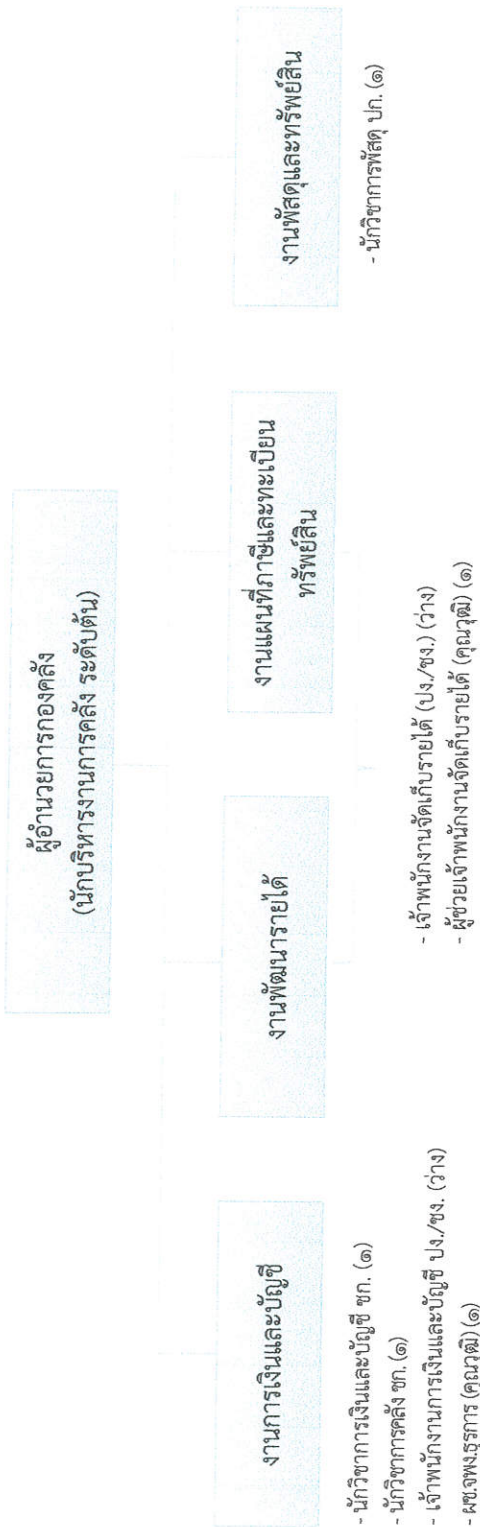 ผู้อำนวยการกองคลัง
(นักบริหารงานการคลัง ระดับต้น)
งานการเงินและบัญชี
- นักวิชาการเงินและบัญชี ชก. (๑)
- นักวิชาการคลัง ชก. (๑)
- เจ้าพนักงานการเงินและบัญชี ปง./ชง. (ว่าง)
- ผช.จพง.ธุรการ (คุณวุฒิ) (๑)
งานพัฒนารายได้
งานแผนที่ภาษีและทะเบียน
ทรัพย์สิน
- เจ้าพนักงานจัดเก็บรายได้ (ปง./ชง.) (ว่าง)
- ผู้ช่วยเจ้าพนักงานจัดเก็บรายได้ (คุณวุฒิ) (๑)
งานพัสดุและทรัพย์สิน
- นักวิชาการพัสดุ ปก. (๑)